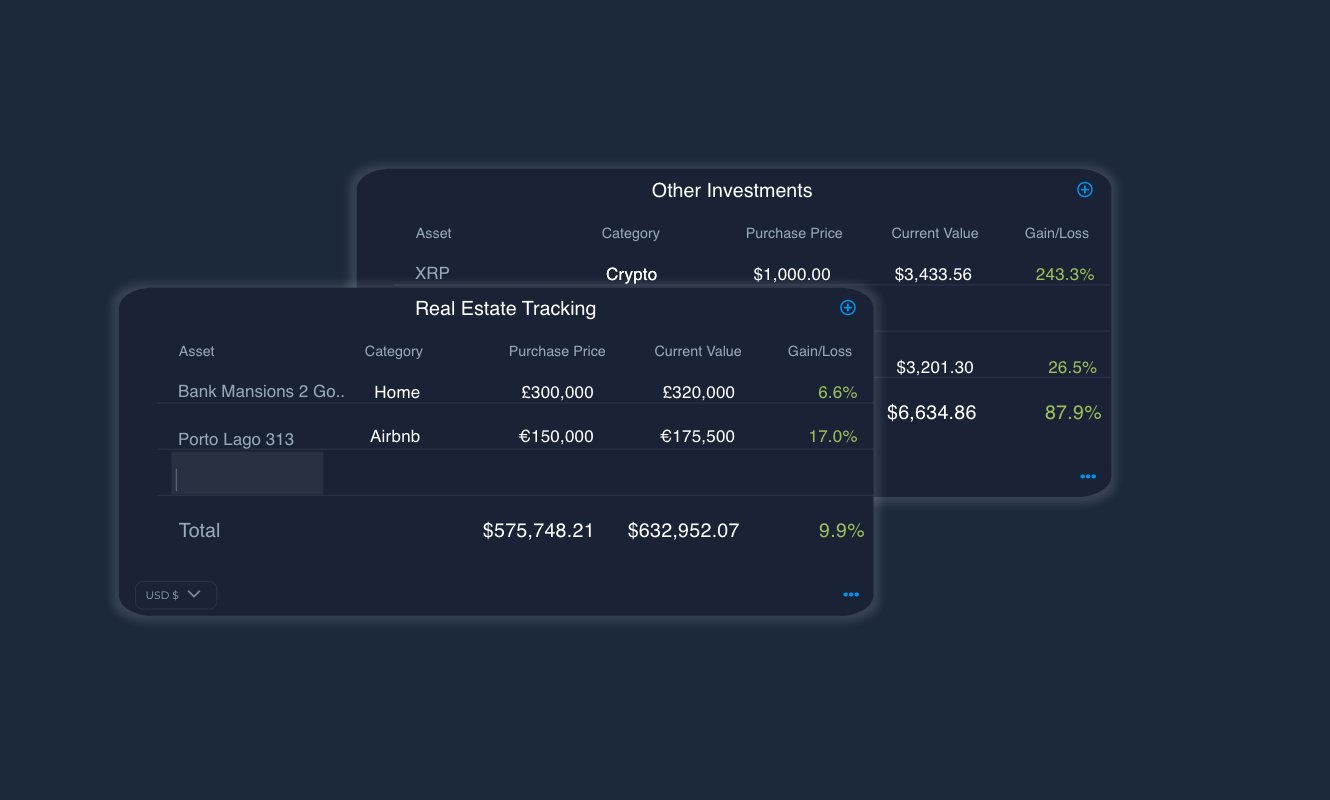 Other Investments
Asset Category Purchase Price Current Value Gain/Loss
XRP Crypto $1,000.00 $3,433.56 243.3%
$3,201.30 26.5%
$6,634.86 87.9%
Real Estate Tracking
Asset Category Purchase Price Current Value Gain/Loss
Bank Mansions 2 Go.. Home £300,000 £320,000 6.6%
Porto Lago 313 Airbnb €150,000 €175,500 17.0%
Total $575,748.21 $632,952.07 9.9%
USD $